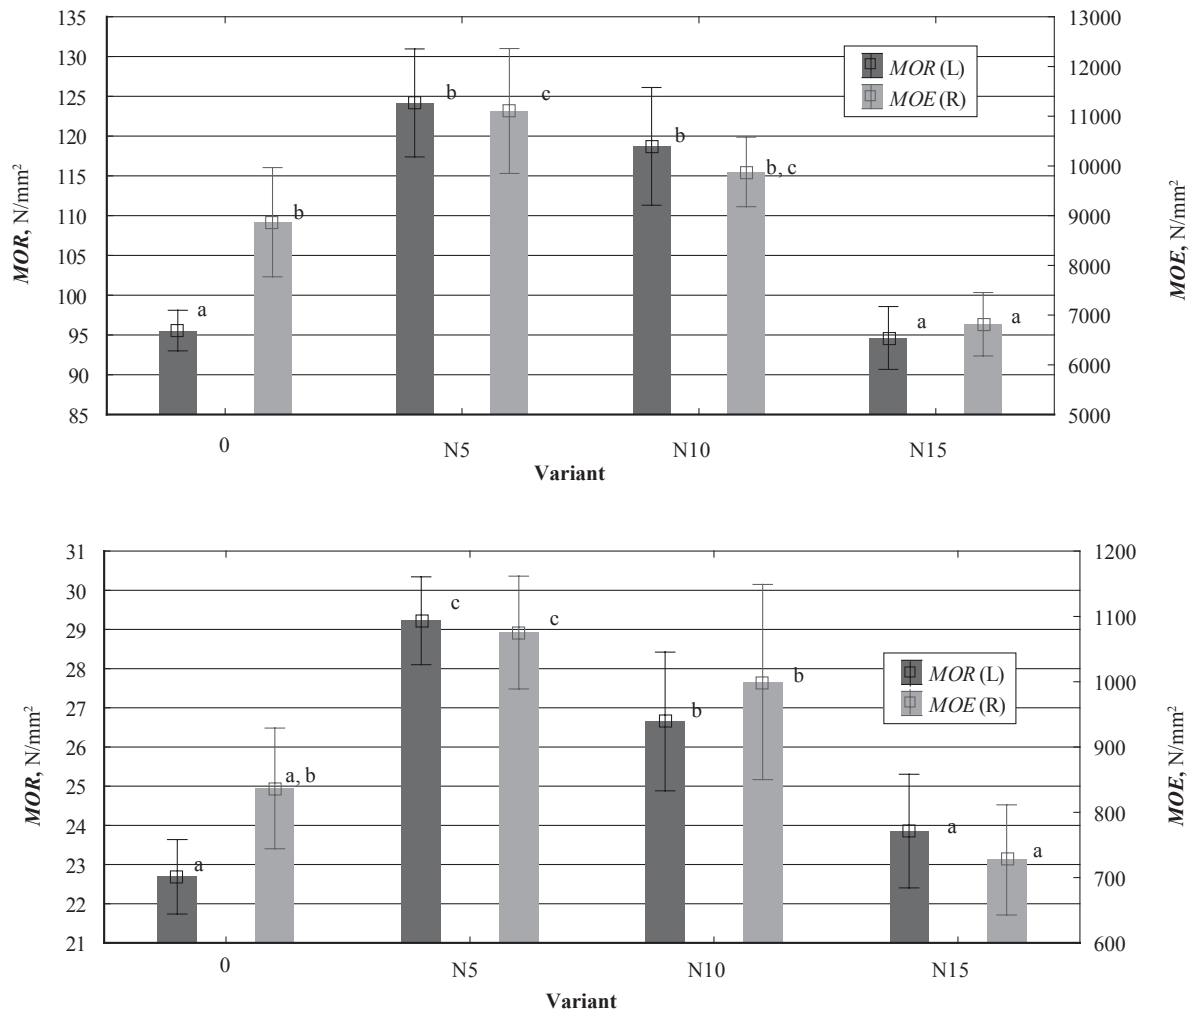 135
130
125
120
115
110
105
100
95
90
85
MOR, N/mm²
13000
12000
11000
10000
9000
8000
7000
6000
5000
MOE, N/mm²
MOR (L)
MOE (R)
a
b
b
c
b
b, c
a
a
0
N5
N10
N15
Variant
31
30
29
28
27
26
25
24
23
22
21
MOR, N/mm²
1200
1100
1000
900
800
700
600
MOE, N/mm²
MOR (L)
MOE (R)
a
a, b
c
c
b
b
a
a
0
N5
N10
N15
Variant